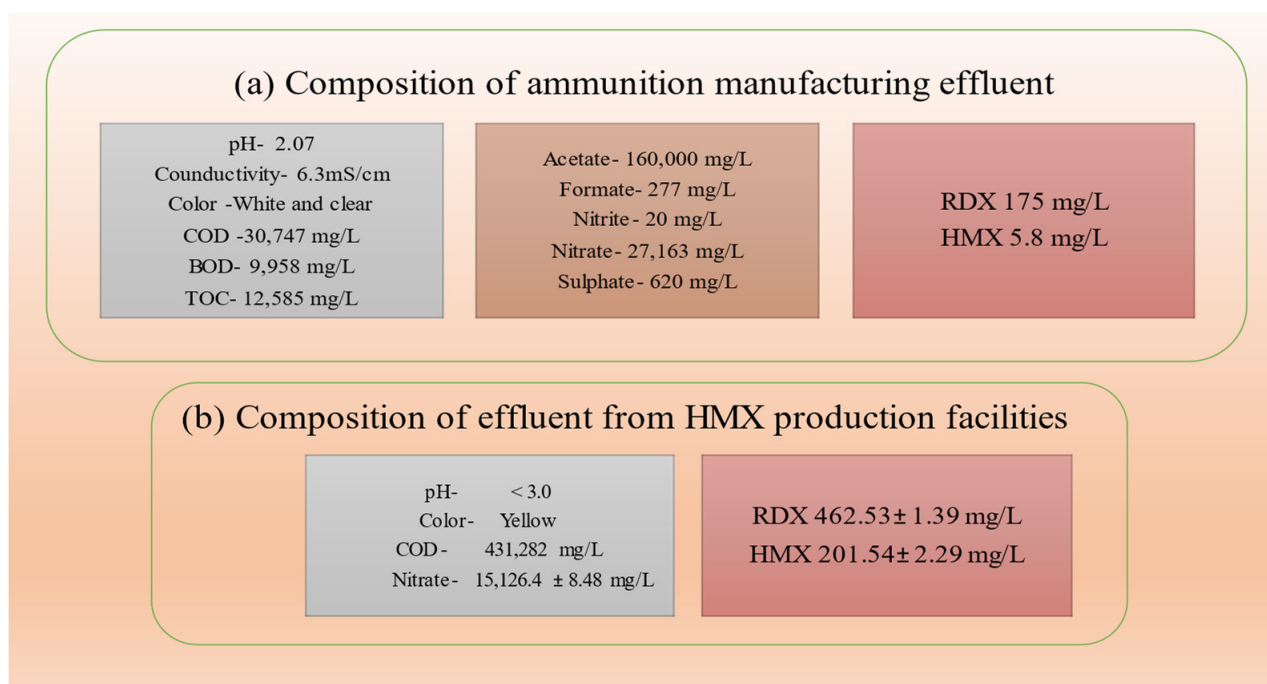 (a) Composition of ammunition manufacturing effluent
pH- 2.07
Counductivity- 6.3mS/cm
Color -White and clear
COD -30,747 mg/L
BOD- 9,958 mg/L
TOC- 12,585 mg/L
Acetate- 160,000 mg/L
Formate- 277 mg/L
Nitrite- 20 mg/L
Nitrate- 27,163 mg/L
Sulphate- 620 mg/L
RDX 175 mg/L
HMX 5.8 mg/L
(b) Composition of effluent from HMX production facilities
pH- < 3.0
Color- Yellow
COD - 431,282 mg/L
Nitrate- 15,126.4 ± 8.48 mg/L
RDX 462.53± 1.39 mg/L
HMX 201.54± 2.29 mg/L